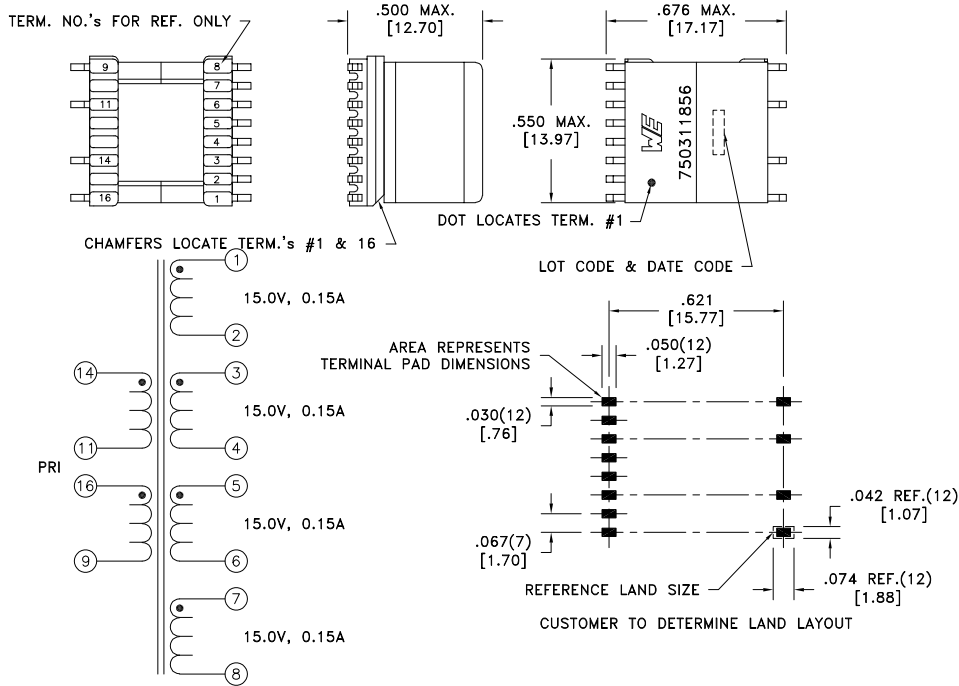 TERM. NO.'s FOR REF. ONLY
.500 MAX.
[12.70]
.676 MAX.
[17.17]
9
8
7
11
6
5
4
14
3
2
16
1
.550 MAX.
[13.97]
WE
750311856
DOT LOCATES TERM. #1
CHAMFERS LOCATE TERM.'s #1 & 16
LOT CODE & DATE CODE
1
15.0V, 0.15A
2
14
3
15.0V, 0.15A
11
4
PRI
16
5
15.0V, 0.15A
9
6
7
15.0V, 0.15A
8
.621
[15.77]
AREA REPRESENTS
TERMINAL PAD DIMENSIONS
.050(12)
[1.27]
.030(12)
[.76]
.042 REF.(12)
[1.07]
.067(7)
[1.70]
REFERENCE LAND SIZE
.074 REF.(12)
[1.88]
CUSTOMER TO DETERMINE LAND LAYOUT